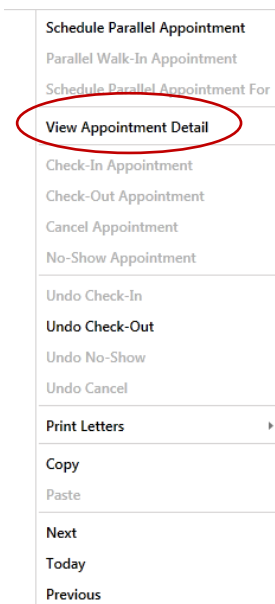 Schedule Parallel Appointment
Parallel Walk-In Appointment
Schedule Parallel Appointment For
View Appointment Detail
Check-In Appointment
Check-Out Appointment
Cancel Appointment
No-Show Appointment
Undo Check-In
Undo Check-Out
Undo No-Show
Undo Cancel
Print Letters
Copy
Paste
Next
Today
Previous